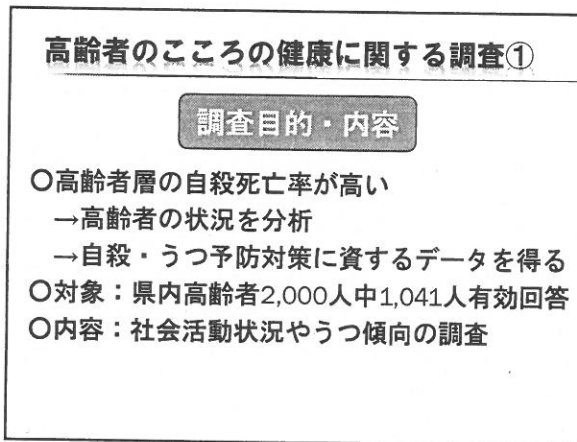 高齢者のこころの健康に関する調査①
調査目的・内容
〇高齢者層の自殺死亡率が高い
→高齢者の状況を分析
→自殺・うつ予防対策に資するデータを得る
〇対象：県内高齢者2,000人中1,041人有効回答
〇内容：社会活動状況やうつ傾向の調査